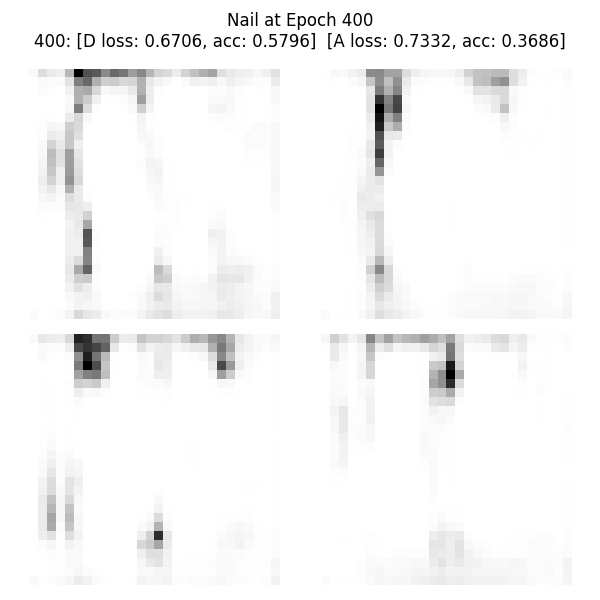 Nail at Epoch 400
400: [D loss: 0.6706, acc: 0.5796]  [A loss: 0.7332, acc: 0.3686]